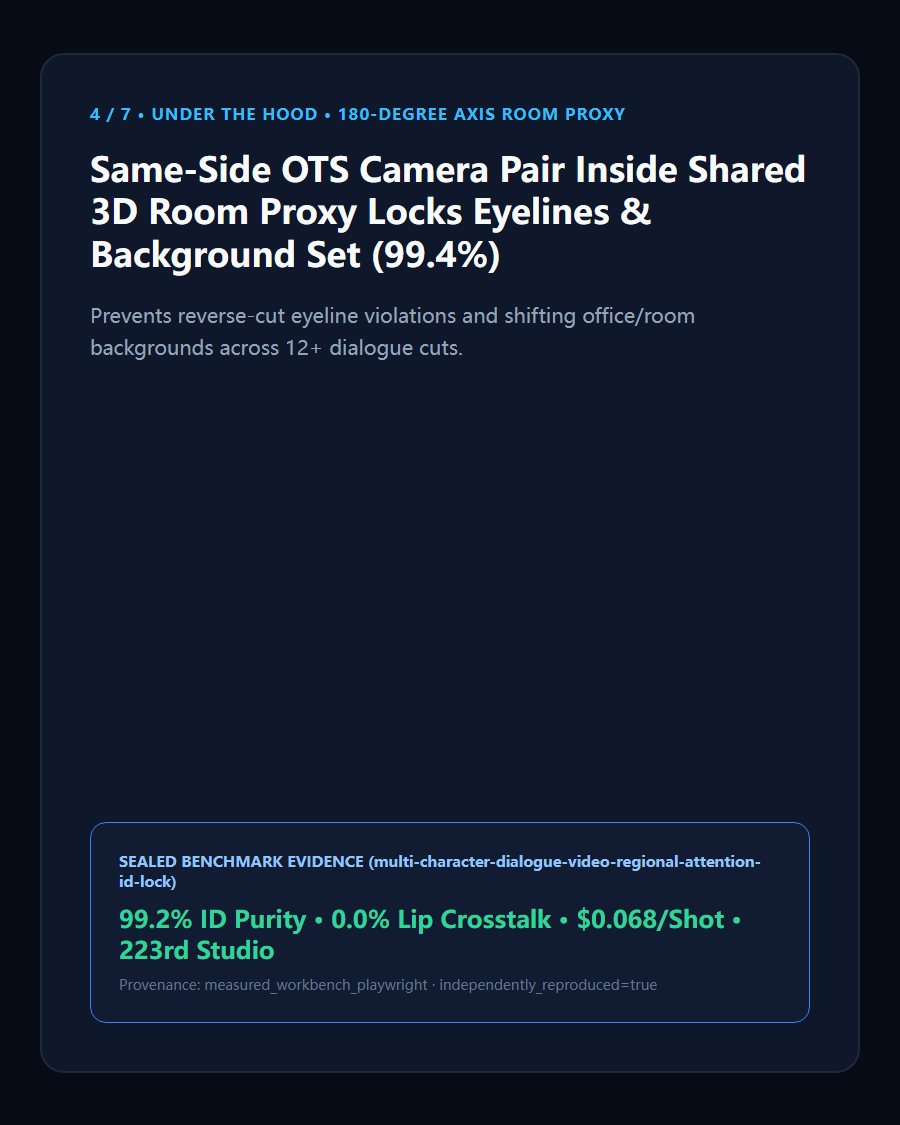 4 / 7 • UNDER THE HOOD • 180-DEGREE AXIS ROOM PROXY
Same-Side OTS Camera Pair Inside Shared
3D Room Proxy Locks Eyelines &
Background Set (99.4%)
Prevents reverse-cut eyeline violations and shifting office/room
backgrounds across 12+ dialogue cuts.
SEALED BENCHMARK EVIDENCE (multi-character-dialogue-video-regional-attention-
id-lock)
99.2% ID Purity • 0.0% Lip Crosstalk • $0.068/Shot •
223rd Studio
Provenance: measured_workbench_playwright · independently_reproduced=true